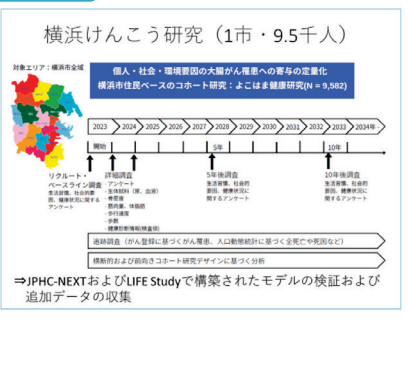 横浜けんこう研究（1市・9.5千人）
対象エリア：横浜市全域
個人・社会・環境要因の大腸がん罹患への寄与の定量化
横浜市住民ベースのコホート研究：よこはま健康研究(N = 9,582)
2023 2024 2025 2026 2027 2028 2029 2030 2031 2032 2033 2034年 -
開始 5年 10年
リクルート・
ベースライン調査
生活習慣、社会的要
因、健康状況に関する
アンケート
詳細調査
- アンケート
- 生体試料（尿、血液）
- 骨密度
- 筋肉量、体脂肪
- 歩行速度
- 歩数
- 健康診断情報(検査値)
5年後調査
生活習慣、社会的
要因、健康状況に
関するアンケート
10年後調査
生活習慣、社会的
要因、健康状況に
関するアンケート
追跡調査（がん登録に基づくがん罹患、人口動態統計に基づく全死亡や死因など）
横断的および前向きコホート研究デザインに基づく分析
⇒JPHC-NEXTおよびLIFE Studyで構築されたモデルの検証および
追加データの収集